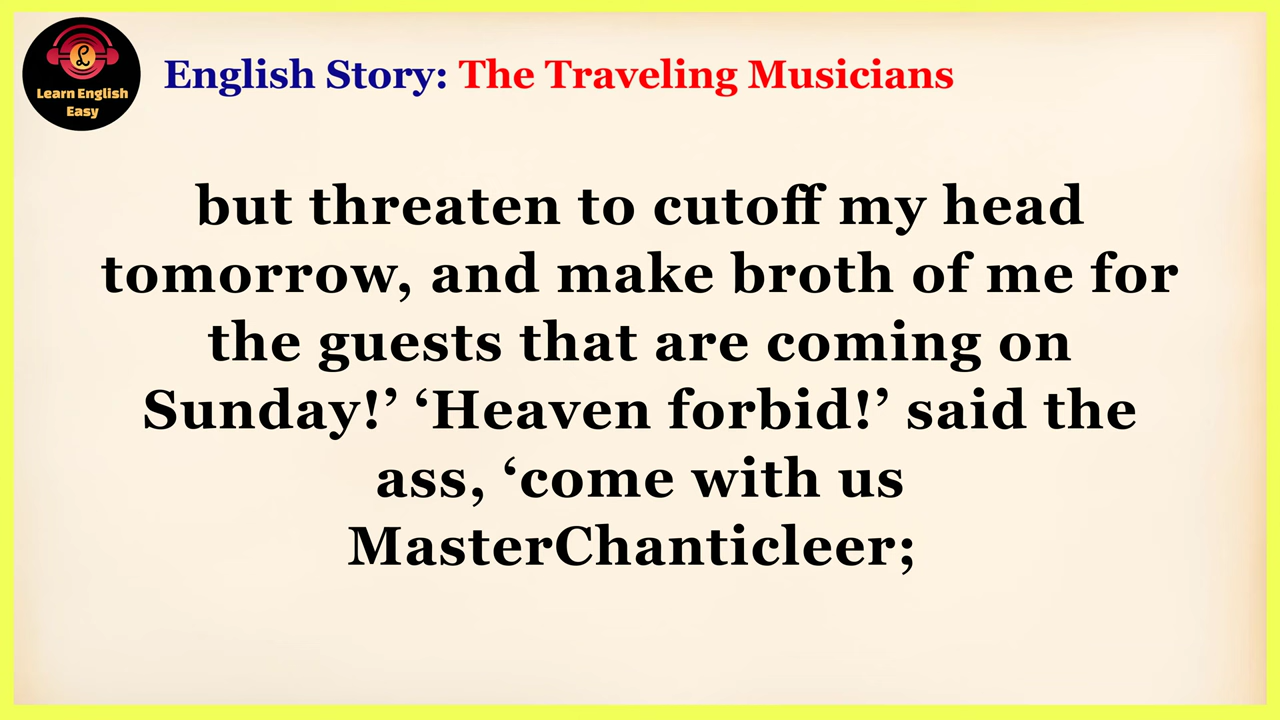 Learn English
Easy
English Story: The Traveling Musicians
but threaten to cutoff my head
tomorrow, and make broth of me for
the guests that are coming on
Sunday!’ ‘Heaven forbid!’ said the
ass, ‘come with us
MasterChanticleer;